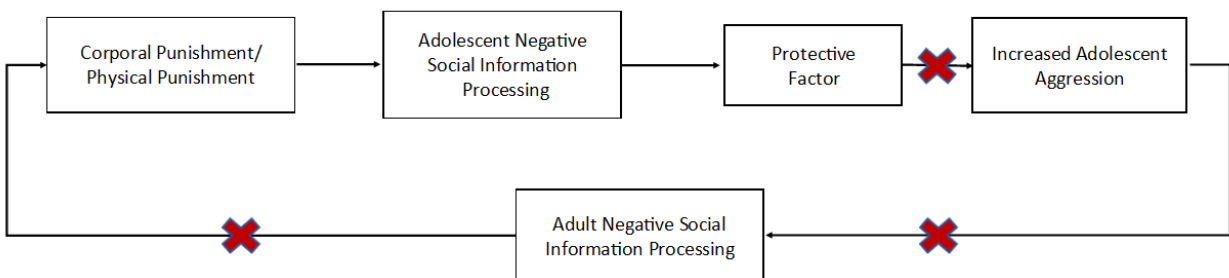 Corporal Punishment/
Physical Punishment
Adolescent Negative
Social Information
Processing
Protective
Factor
Increased Adolescent
Aggression
Adult Negative Social
Information Processing